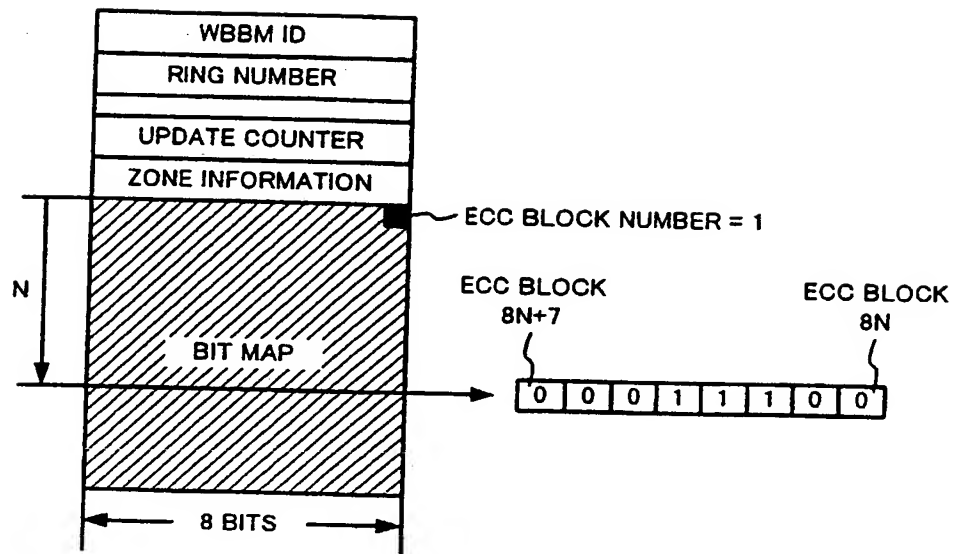 WBBM ID
RING NUMBER
UPDATE COUNTER
ZONE INFORMATION
ECC BLOCK NUMBER = 1
N
ECC BLOCK
8N+7
ECC BLOCK
8N
BIT MAP
0 0 0 1 1 1 0 0
8 BITS